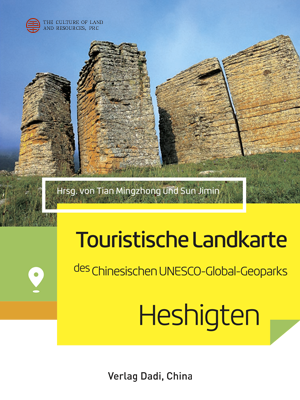 THE CULTURE OF LAND
AND RESOURCES, PRC
Hrsg. von Tian Mingzhong und Sun Jimin
Touristische Landkarte
des Chinesischen UNESCO-Global-Geoparks
Heshigten
Verlag Dadi, China